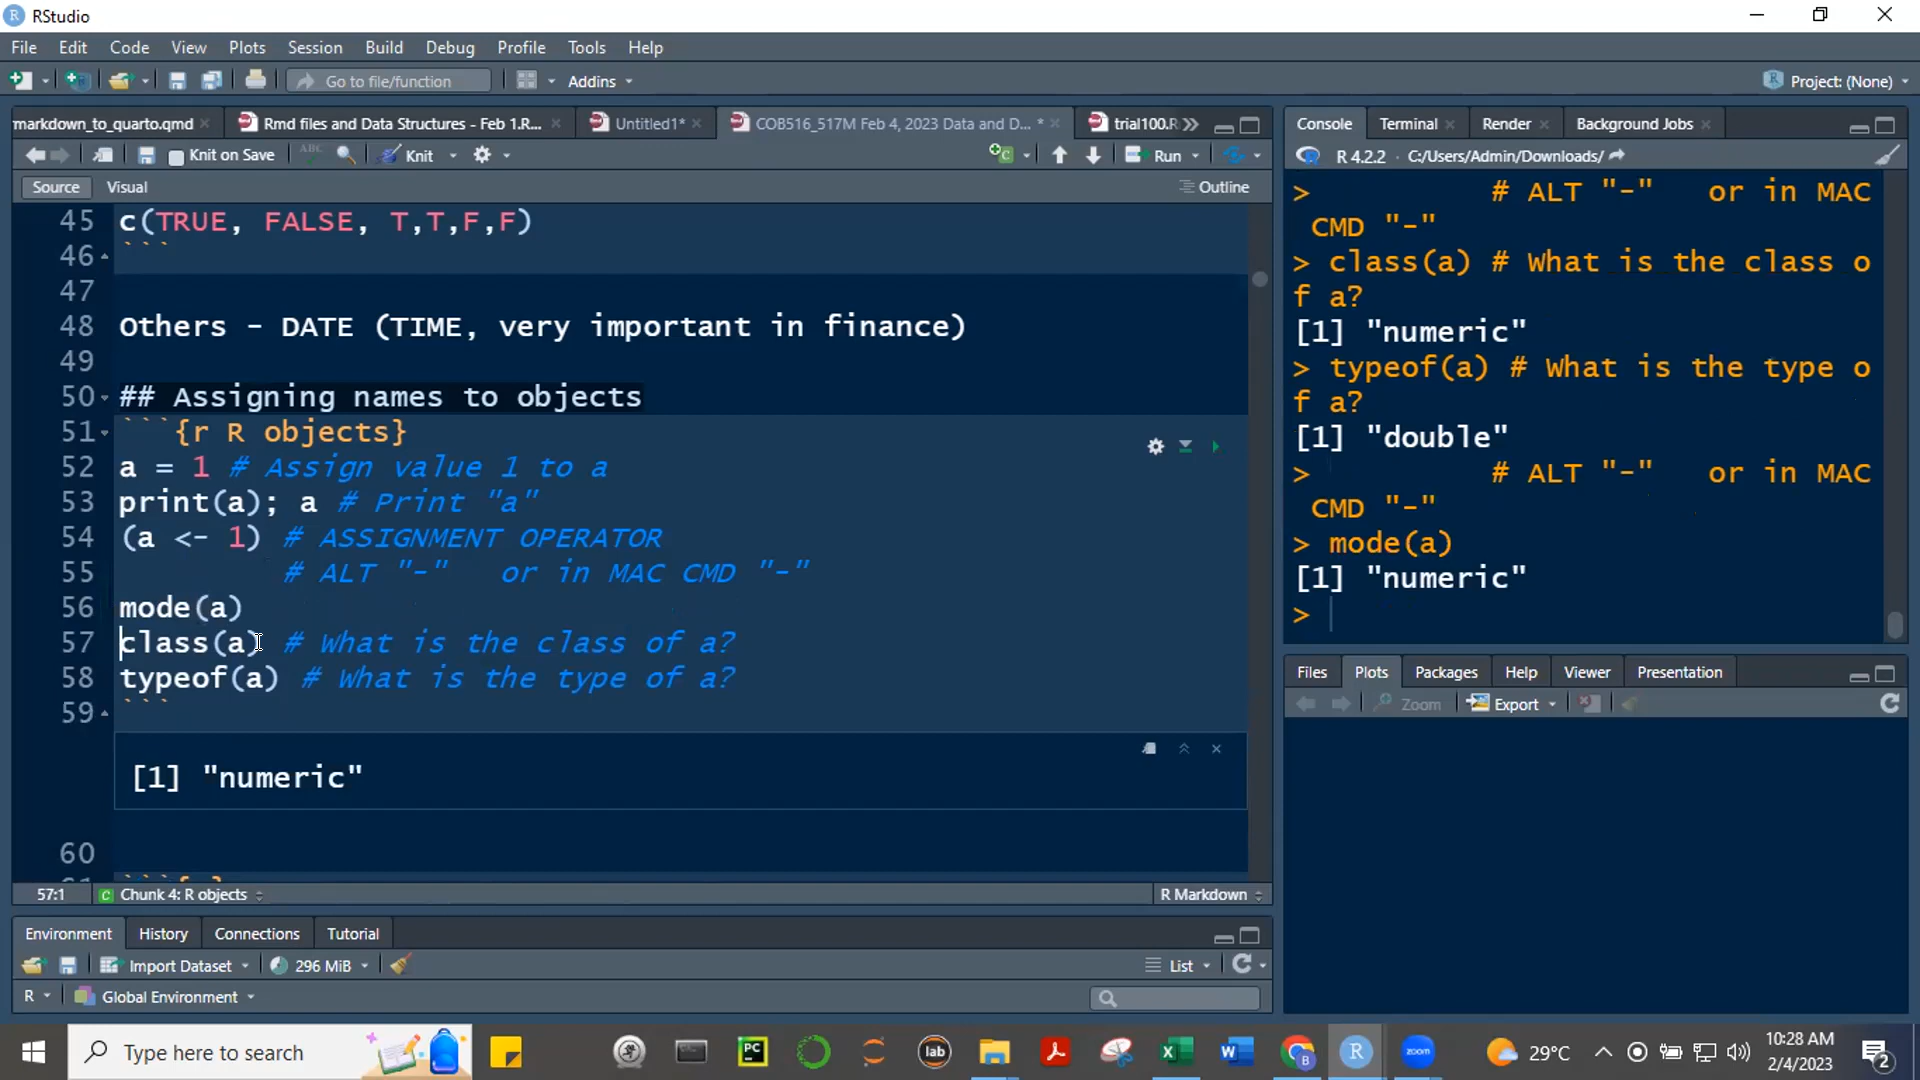 RStudio
File Edit Code View Plots Session Build Debug Profile Tools Help
Go to file/function Addins Project: (None)
markdown_to_quarto.qmd Rmd files and Data Structures - Feb 1.R... Untitled1* COB516_517M Feb 4, 2023 Data and D... * trial100.R
Knit on Save ABC Knit Run
Source Visual Outline
45 c(TRUE, FALSE, T,T,F,F)
46 ```
47
48 Others - DATE (TIME, very important in finance)
49
50 ## Assigning names to objects
51 ```{r R objects}
52 a = 1 # Assign value 1 to a
53 print(a); a # Print "a"
54 (a <- 1) # ASSIGNMENT OPERATOR
55 # ALT "-" or in MAC CMD "-"
56 mode(a)
57 class(a) # What is the class of a?
58 typeof(a) # What is the type of a?
59 ```
[1] "numeric"
60
57:1 Chunk 4: R objects R Markdown
Environment History Connections Tutorial
Import Dataset 296 MiB List
R Global Environment
Console Terminal Render Background Jobs
R 4.2.2 · C:/Users/Admin/Downloads/
> # ALT "-" or in MAC
CMD "-"
> class(a) # What is the class o
f a?
[1] "numeric"
> typeof(a) # What is the type o
f a?
[1] "double"
> # ALT "-" or in MAC
CMD "-"
> mode(a)
[1] "numeric"
>
Files Plots Packages Help Viewer Presentation
Zoom Export
Type here to search PC lab X W B R zoom 29°C 10:28 AM
2/4/2023
2